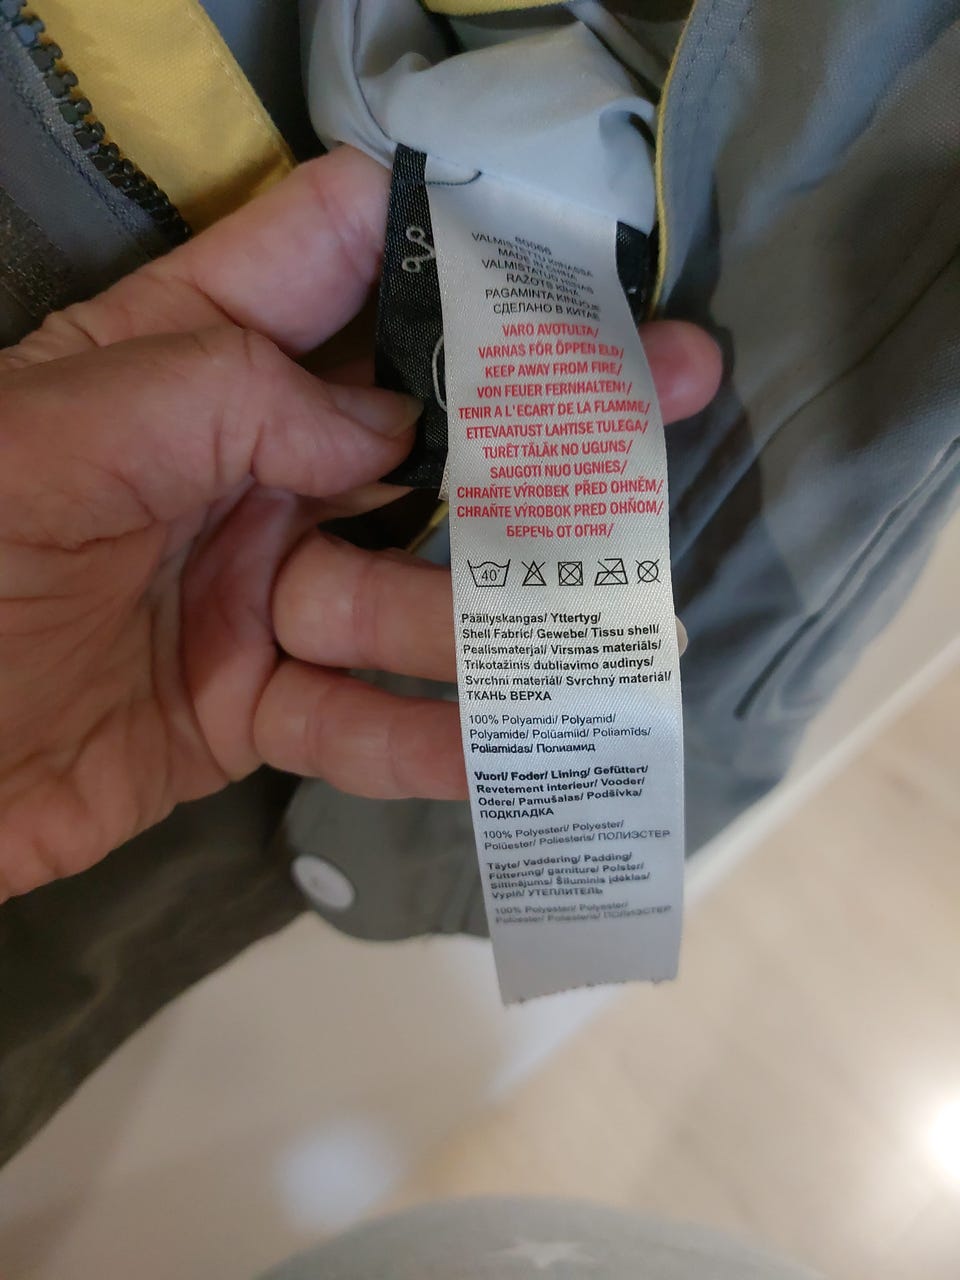 80066
VALMISTETTU KIINASSA
MADE IN CHINA
VALMISTATUD HIINAS
RAŽOTS ĶĪNĀ
PAGAMINTA KINIJOJE
СДЕЛАНО В КИТАЕ
VARO AVOTULTA/
VARNAS FÖR ÖPPEN ELD/
KEEP AWAY FROM FIRE/
VON FEUER FERNHALTEN!/
TENIR A L'ECART DE LA FLAMME/
ETTEVAATUST LAHTISE TULEGA/
TURĒT TĀLĀK NO UGUNS/
SAUGOTI NUO UGNIES/
CHRAŇTE VÝROBEK PŘED OHNĚM/
CHRAŇTE VÝROBOK PRED OHŇOM/
БЕРЕЧЬ ОТ ОГНЯ/
40°
Päällyskangas/ Yttertyg/
Shell Fabric/ Gewebe/ Tissu shell/
Pealismaterjal/ Virsmas materiāls/
Trikotažinis dubliavimo audinys/
Svrchní materiál/ Svrchný materiál/
ТКАНЬ ВЕРХА
100% Polyamidi/ Polyamid/
Polyamide/ Polüamiid/ Poliamīds/
Poliamidas/ Полиамид
Vuori/ Foder/ Lining/ Gefüttert/
Revetement interieur/ Vooder/
Odere/ Pamušalas/ Podšívka/
ПОДКЛАДКА
100% Polyesteri/ Polyester/
Polüester/ Poliesteris/ ПОЛИЭСТЕР
Täyte/ Vaddering/ Padding/
Fütterung/ garniture/ Polster/
Siltinājums/ Šiluminis įdėklas/
Výplň/ УТЕПЛИТЕЛЬ
100% Polyesteri/ Polyester/
Polüester/ Poliesteris/ ПОЛИЭСТЕР